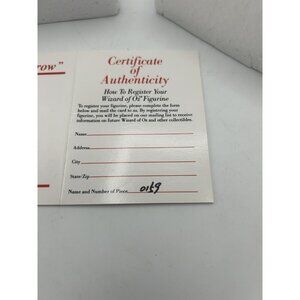 row"
Certificate
of
Authenticity
How To Register Your
Wizard of Oz® Figurine
To register your figurine, please complete the form
below and mail the card to us. By registering your
figurine, you will be placed on our mailing list to receive
information on future Wizard of Oz and other collectibles.
Name
Address
City
State/Zip
Name and Number of Piece